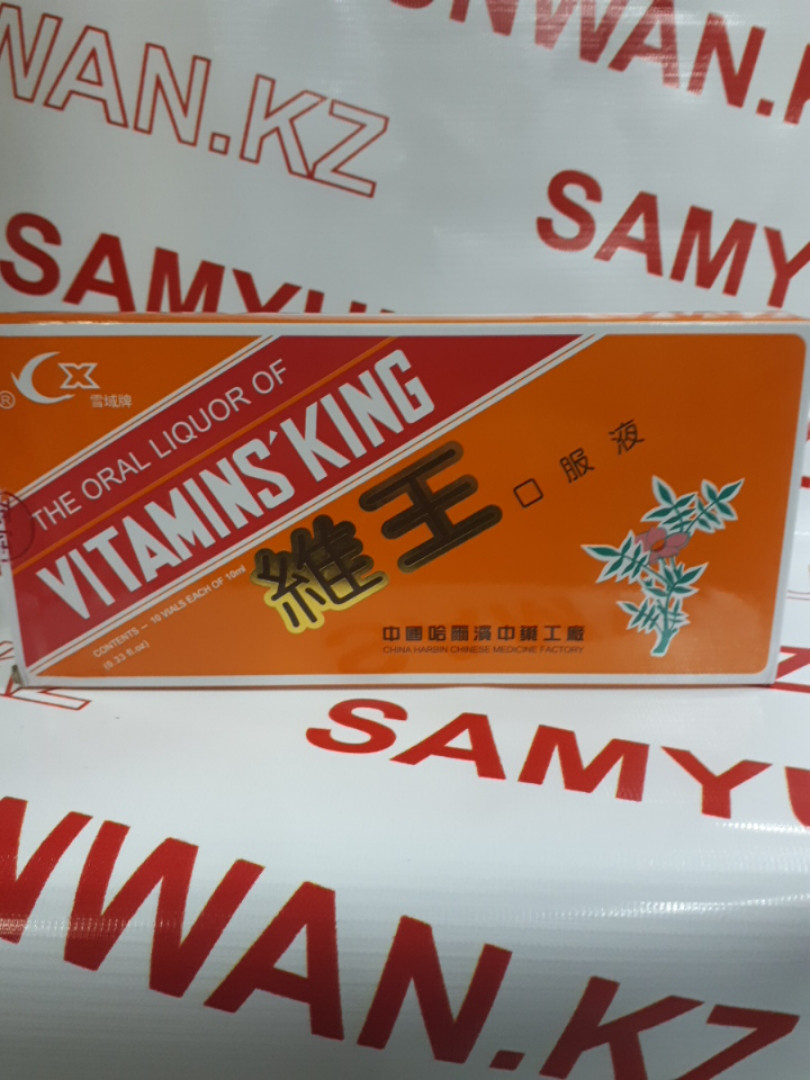 WAN.KZ
UNWAN.K
SAMY
SAMYU
®
CX
雪域牌
THE ORAL LIQUOR OF
VITAMINS'KING
維王 口服液
CONTENTS – 10 VIALS EACH OF 10ml
(0.33 fl.oz)
中國哈爾濱中藥工廠
CHINA HARBIN CHINESE MEDICINE FACTORY
SAMYU
NWAN.KZ